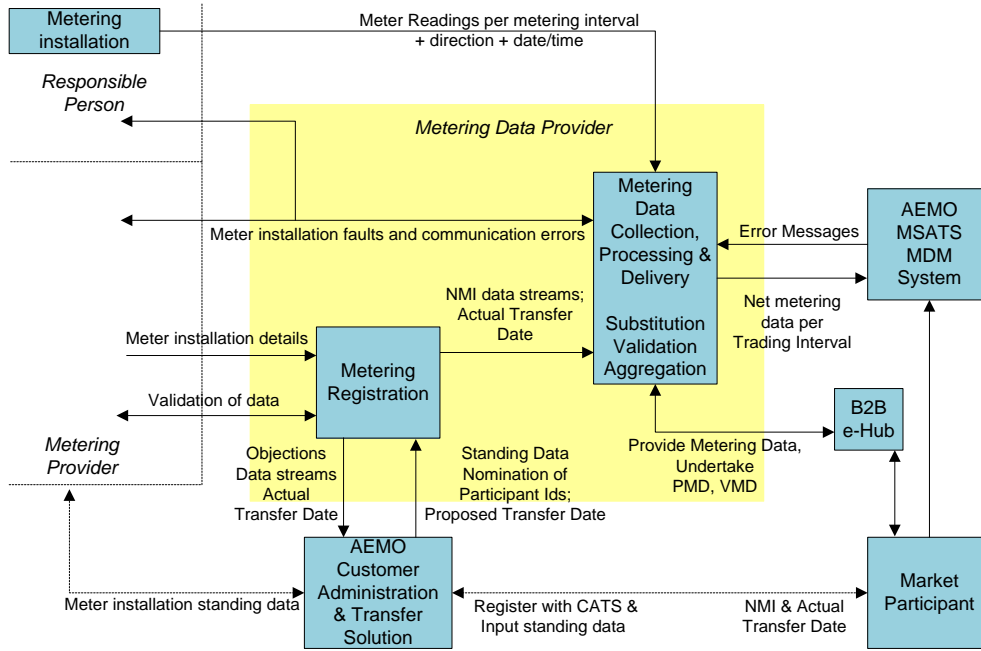 Metering
installation
Meter Readings per metering interval
+ direction + date/time
Responsible
Person
Metering Data Provider
Metering
Data
Collection,
Processing &
Delivery
Substitution
Validation
Aggregation
AEMO
MSATS
MDM
System
Error Messages
Meter installation faults and communication errors
Net metering
data per
Trading Interval
NMI data streams;
Actual Transfer
Date
Meter installation details
Metering
Registration
Validation of data
B2B
e-Hub
Metering
Provider
Objections
Data streams
Actual
Transfer Date
Standing Data
Nomination of
Participant Ids;
Proposed Transfer Date
Provide Metering Data,
Undertake
PMD, VMD
AEMO
Customer
Administration
& Transfer
Solution
Market
Participant
Meter installation standing data
Register with CATS &
Input standing data
NMI & Actual
Transfer Date